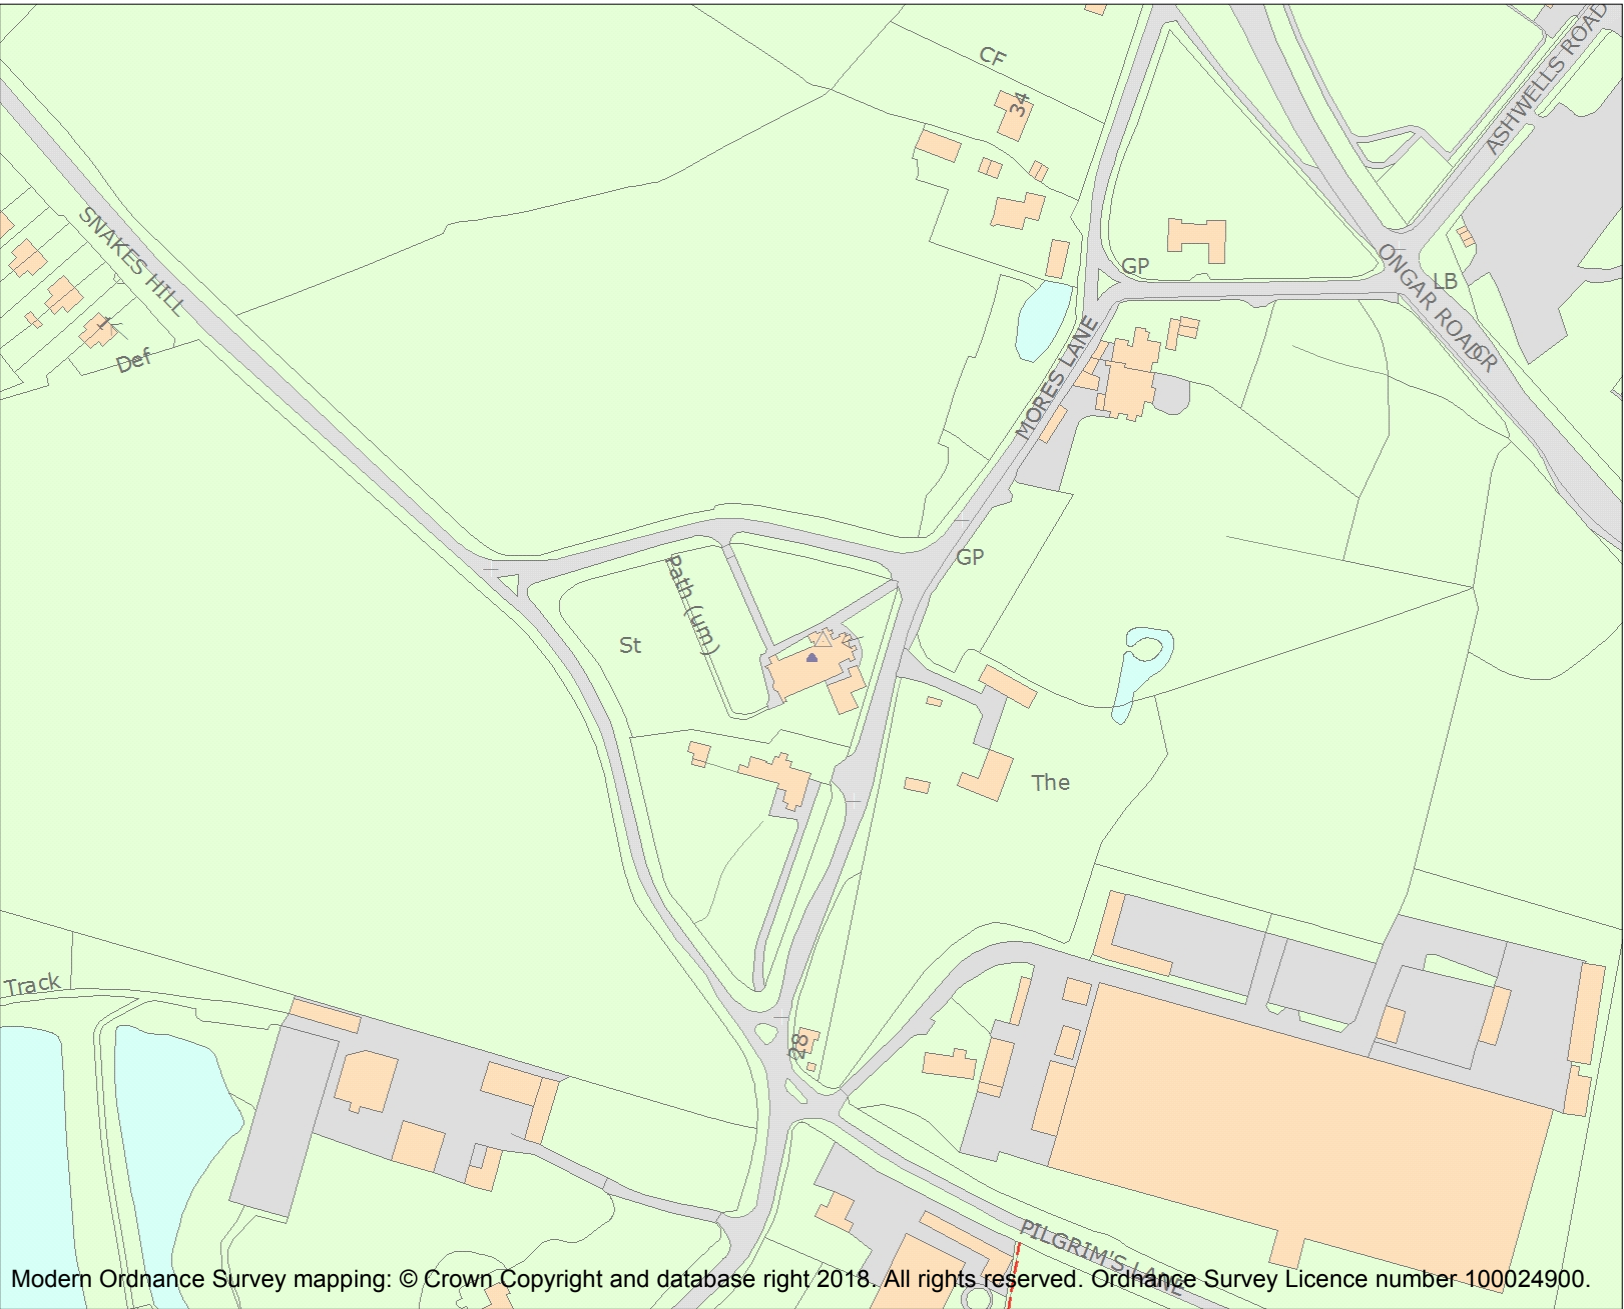 CF
34
ASHWELLS ROAD
SNAKES HILL
GP
ONGAR ROAD
LB
CR
1
Def
MORES LANE
GP
Path (um)
St
The
Track
28
PILGRIM'S LANE
Modern Ordnance Survey mapping: © Crown Copyright and database right 2018. All rights reserved. Ordnance Survey Licence number 100024900.